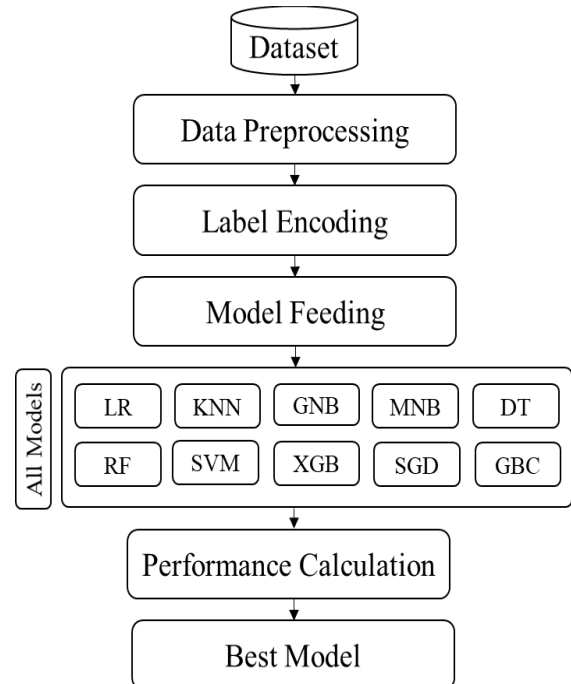 Dataset
Data Preprocessing
Label Encoding
Model Feeding
All Models
LR KNN GNB MNB DT
RF SVM XGB SGD GBC
Performance Calculation
Best Model